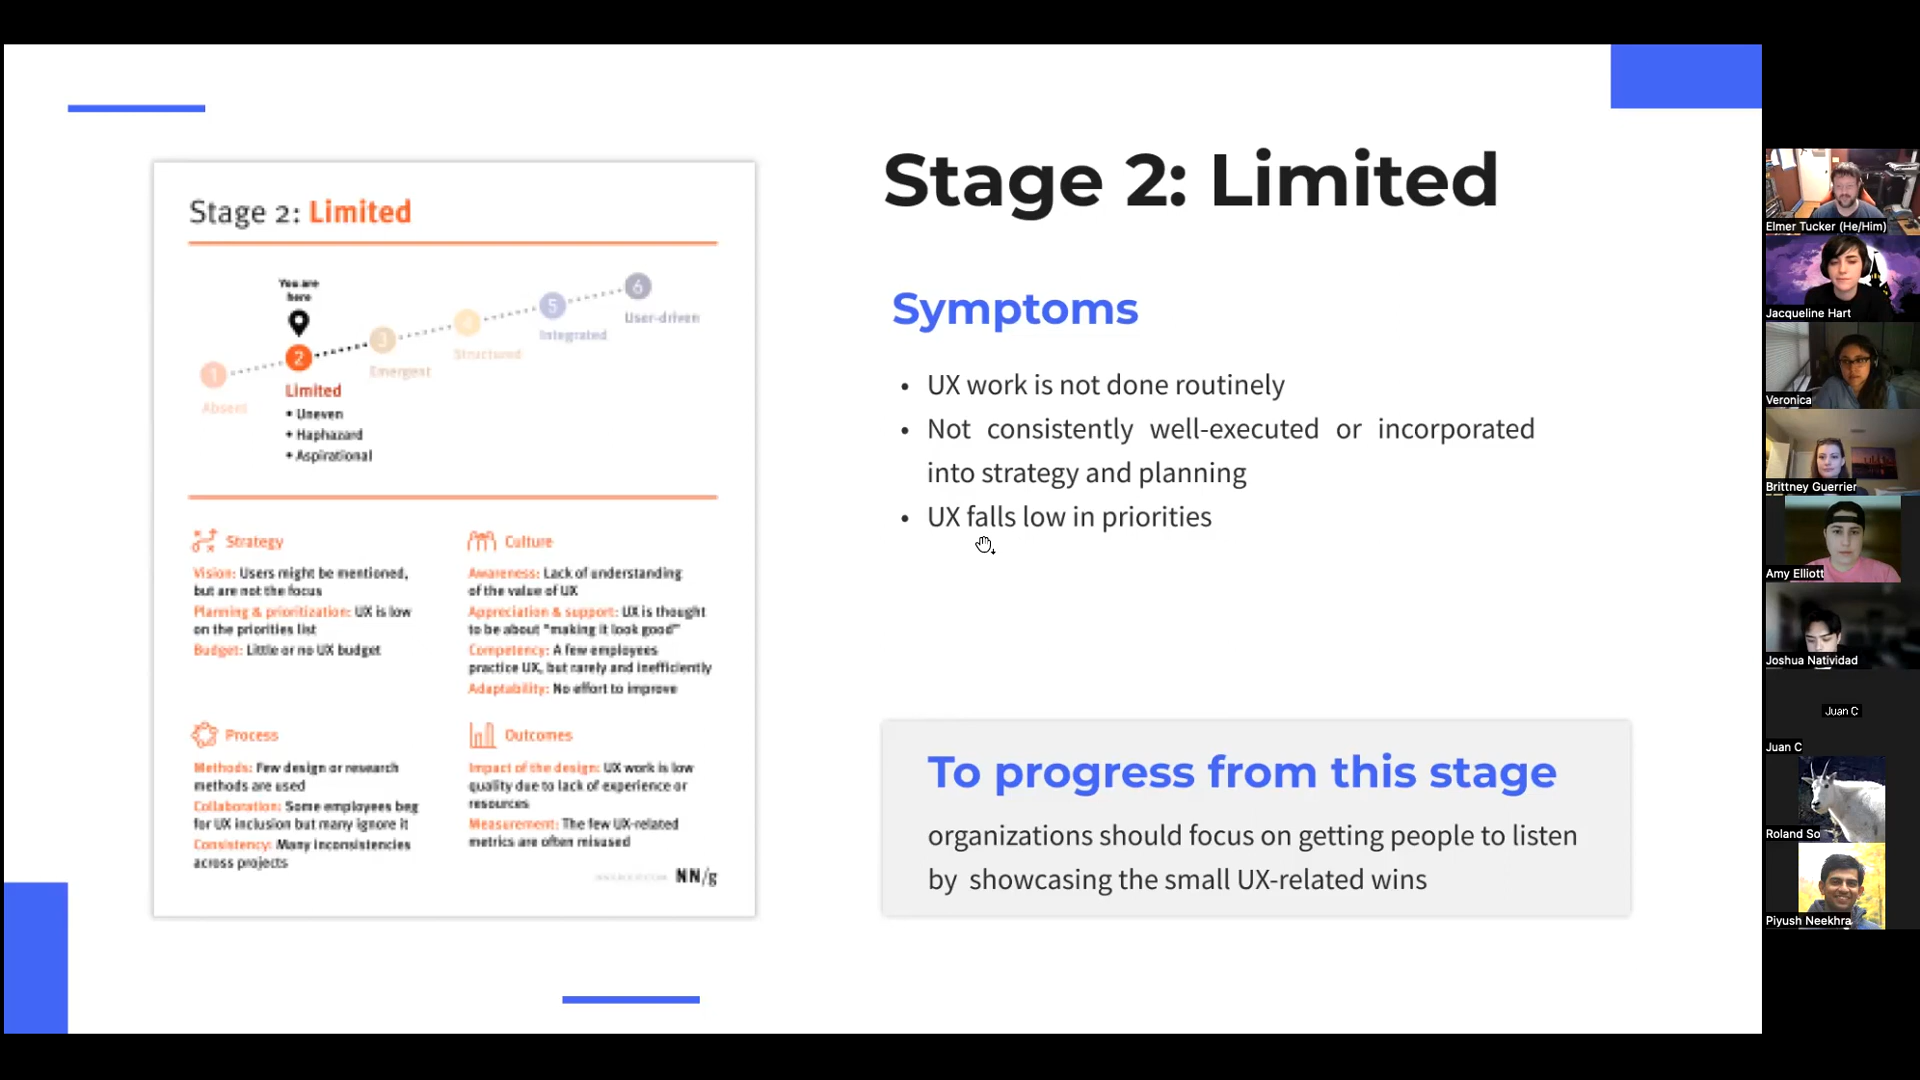 Stage 2: Limited
Symptoms
• UX work is not done routinely
• Not consistently well-executed or incorporated
into strategy and planning
• UX falls low in priorities
To progress from this stage
organizations should focus on getting people to listen
by showcasing the small UX-related wins
Stage 2: Limited
You are
here
1
2
3
4
5
6
Absent
Limited
Emergent
Structured
Integrated
User-driven
• Uneven
• Haphazard
• Aspirational
Strategy
Vision: Users might be mentioned,
but are not the focus
Planning & prioritization: UX is low
on the priorities list
Budget: Little or no UX budget
Culture
Awareness: Lack of understanding
of the value of UX
Appreciation & support: UX is thought
to be about "making it look good"
Competency: A few employees
practice UX, but rarely and inefficiently
Adaptability: No effort to improve
Process
Methods: Few design or research
methods are used
Collaboration: Some employees beg
for UX inclusion but many ignore it
Consistency: Many inconsistencies
across projects
Outcomes
Impact of the design: UX work is low
quality due to lack of experience or
resources
Measurement: The few UX-related
metrics are often misused
NN/g
Elmer Tucker (He/Him)
Jacqueline Hart
Veronica
Brittney Guerrier
Amy Elliott
Joshua Natividad
Juan C
Juan C
Roland So
Piyush Neekhra